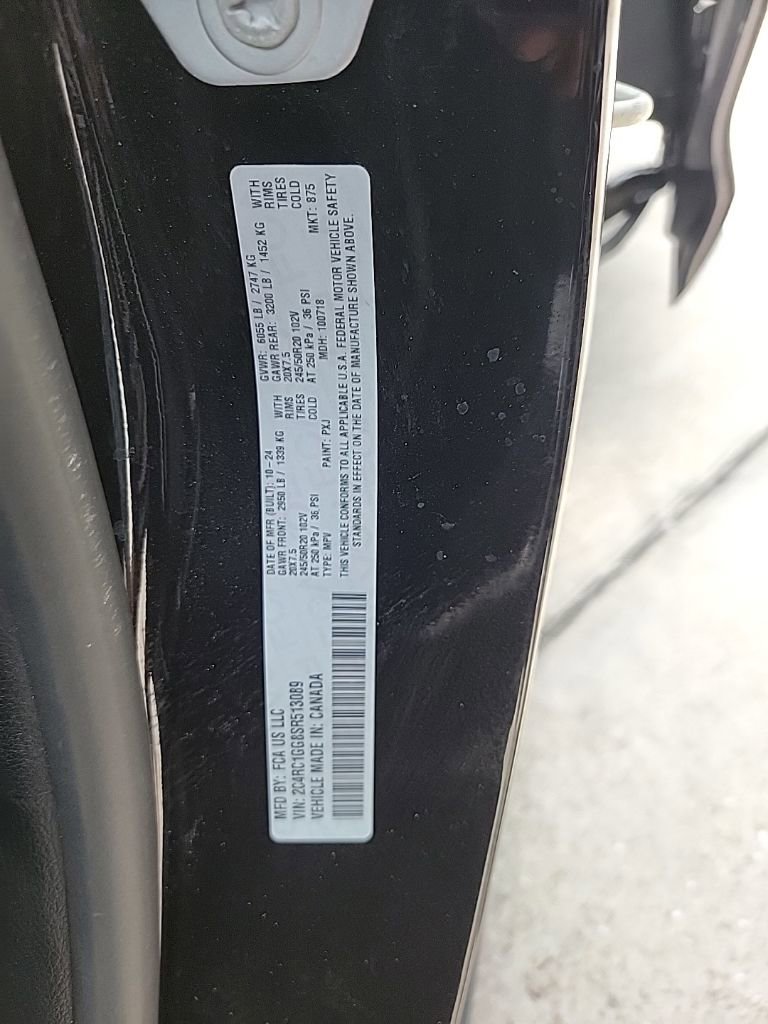 MFD BY: FCA US LLC
VIN: 2C4RC1GG8SR513089
VEHICLE MADE IN: CANADA
DATE OF MFR (BUILT): 10-24 GVWR: 6055 LB / 2747 KG
GAWR FRONT: 2950 LB / 1339 KG WITH GAWR REAR: 3200 LB / 1452 KG WITH
20X7.5 RIMS 20X7.5 RIMS
245/50R20 102V TIRES 245/50R20 102V TIRES
AT 250 kPa / 36 PSI COLD AT 250 kPa / 36 PSI COLD
TYPE: MPV PAINT: PXJ MDH: 100718 MKT: 875
THIS VEHICLE CONFORMS TO ALL APPLICABLE U.S.A. FEDERAL MOTOR VEHICLE SAFETY
STANDARDS IN EFFECT ON THE DATE OF MANUFACTURE SHOWN ABOVE.